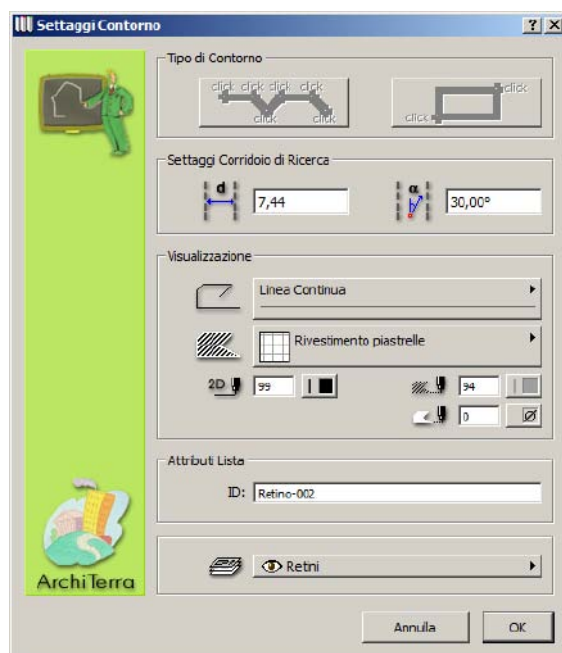 Settaggi Contorno
Tipo di Contorno
click click click click
click click
click
click
Settaggi Corridoio di Ricerca
d
7,44
α
30,00°
Visualizzazione
Linea Continua
Rivestimento piastrelle
2D
99
94
0
Attributi Lista
ID:
Retino-002
Retini
ArchiTerra
Annulla
OK